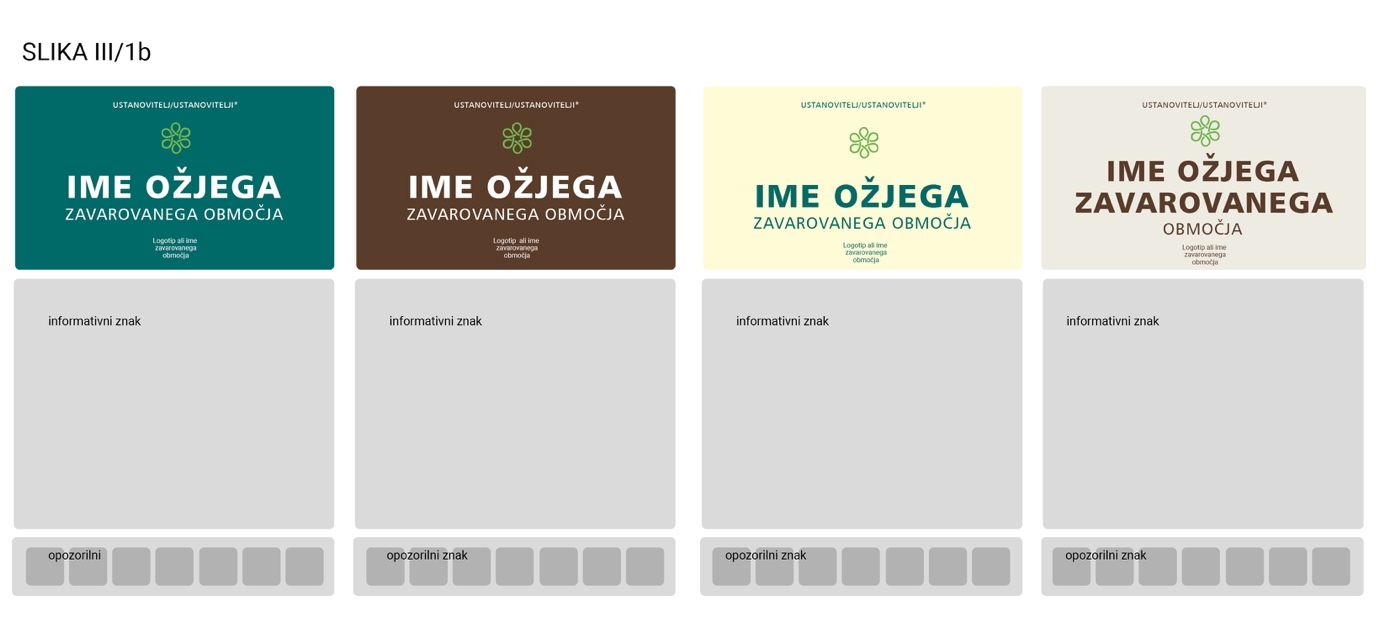 SLIKA III/1b
USTANOVITELJ/USTANOVITELJI*
IME OŽJEGA
ZAVAROVANEGA OBMOČJA
Logotip ali ime
zavarovanega
območja
USTANOVITELJ/USTANOVITELJI*
IME OŽJEGA
ZAVAROVANEGA OBMOČJA
Logotip ali ime
zavarovanega
območja
USTANOVITELJ/USTANOVITELJI*
IME OŽJEGA
ZAVAROVANEGA OBMOČJA
Logotip ali ime
zavarovanega
območja
USTANOVITELJ/USTANOVITELJI*
IME OŽJEGA
ZAVAROVANEGA
OBMOČJA
Logotip ali ime
zavarovanega
območja
informativni znak
informativni znak
informativni znak
informativni znak
opozorilni
opozorilni znak
opozorilni znak
opozorilni znak